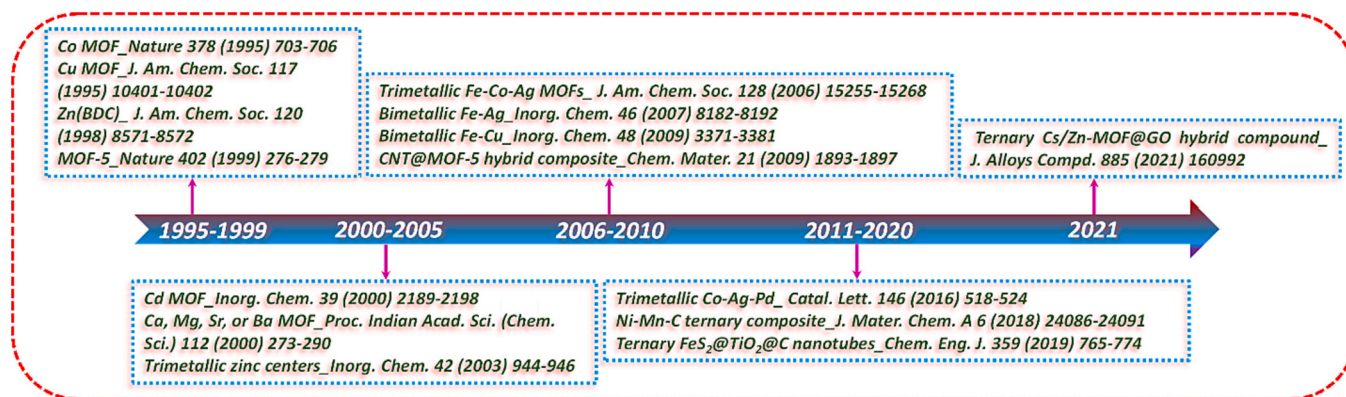 Co MOF_Nature 378 (1995) 703-706
Cu MOF_J. Am. Chem. Soc. 117
(1995) 10401-10402
Zn(BDC)_ J. Am. Chem. Soc. 120
(1998) 8571-8572
MOF-5_Nature 402 (1999) 276-279
Trimetallic Fe-Co-Ag MOFs_ J. Am. Chem. Soc. 128 (2006) 15255-15268
Bimetallic Fe-Ag_Inorg. Chem. 46 (2007) 8182-8192
Bimetallic Fe-Cu_Inorg. Chem. 48 (2009) 3371-3381
CNT@MOF-5 hybrid composite_Chem. Mater. 21 (2009) 1893-1897
Ternary Cs/Zn-MOF@GO hybrid compound_
J. Alloys Compd. 885 (2021) 160992
1995-1999 2000-2005 2006-2010 2011-2020 2021
Cd MOF_Inorg. Chem. 39 (2000) 2189-2198
Ca, Mg, Sr, or Ba MOF_Proc. Indian Acad. Sci. (Chem.
Sci.) 112 (2000) 273-290
Trimetallic zinc centers_Inorg. Chem. 42 (2003) 944-946
Trimetallic Co-Ag-Pd_ Catal. Lett. 146 (2016) 518-524
Ni-Mn-C ternary composite_J. Mater. Chem. A 6 (2018) 24086-24091
Ternary FeS₂@TiO₂@C nanotubes_Chem. Eng. J. 359 (2019) 765-774